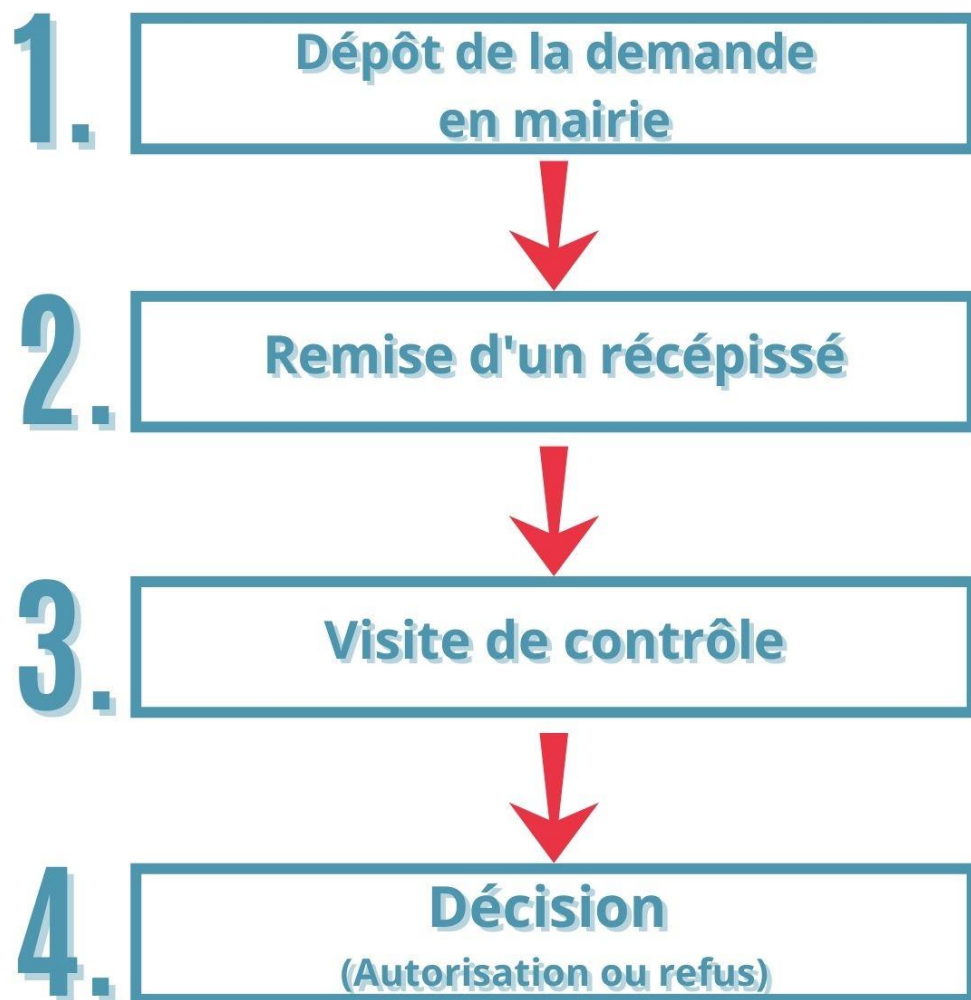 1.
Dépôt de la demande
en mairie
2.
Remise d'un récépissé
3.
Visite de contrôle
4.
Décision
(Autorisation ou refus)